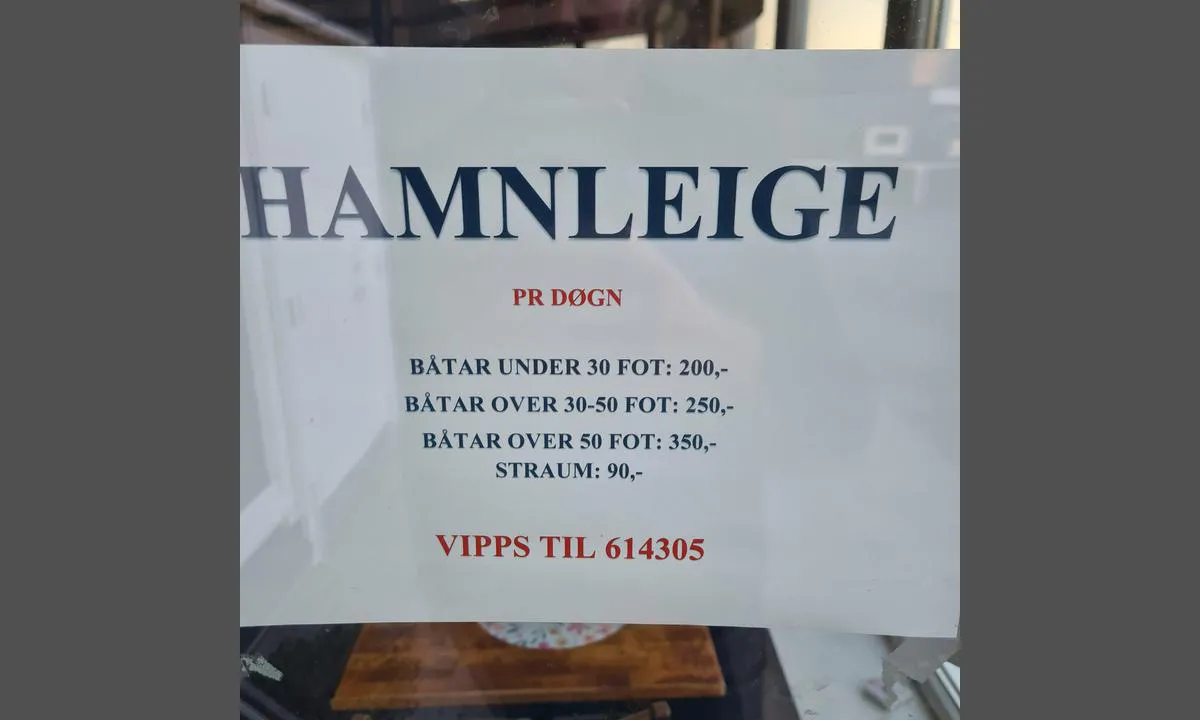 HAMNLEIGE
PR DØGN
BÅTAR UNDER 30 FOT: 200,-
BÅTAR OVER 30-50 FOT: 250,-
BÅTAR OVER 50 FOT: 350,-
STRAUM: 90,-
VIPPS TIL 614305